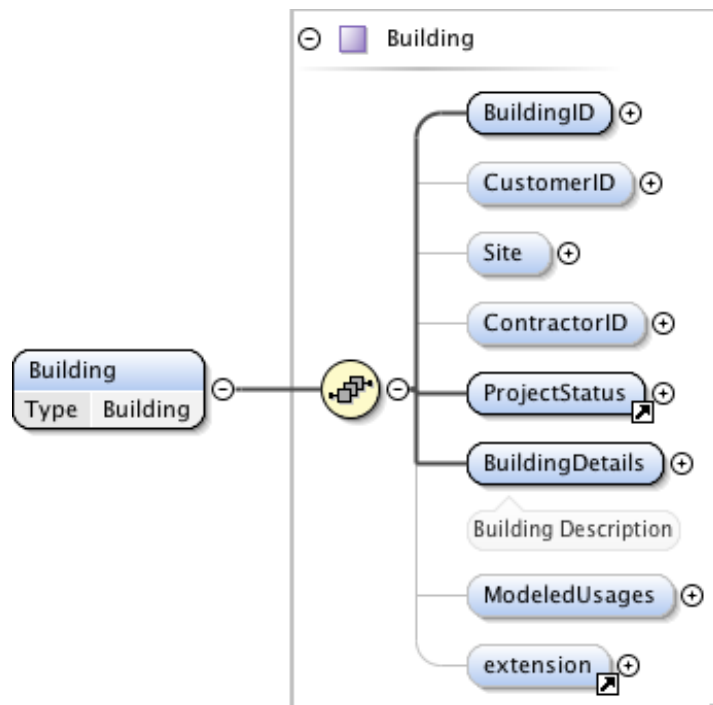 Building
BuildingID
CustomerID
Site
ContractorID
Building
Type Building
ProjectStatus
BuildingDetails
Building Description
ModeledUsages
extension